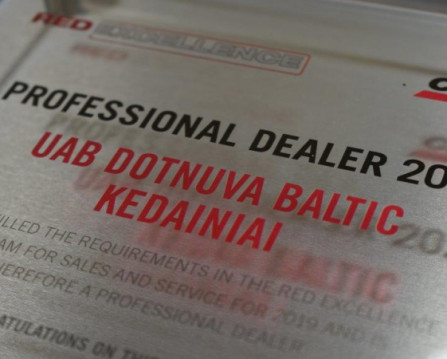 RED EXCELLENCE
PROFESSIONAL DEALER 20
UAB DOTNUVA BALTIC
KEDAINIAI
ILLED THE REQUIREMENTS IN THE RED EXCELLENCE
AM FOR SALES AND SERVICE FOR 2019 AND IS
HEREFORE A PROFESSIONAL DEALER
ATULATIONS ON THIS